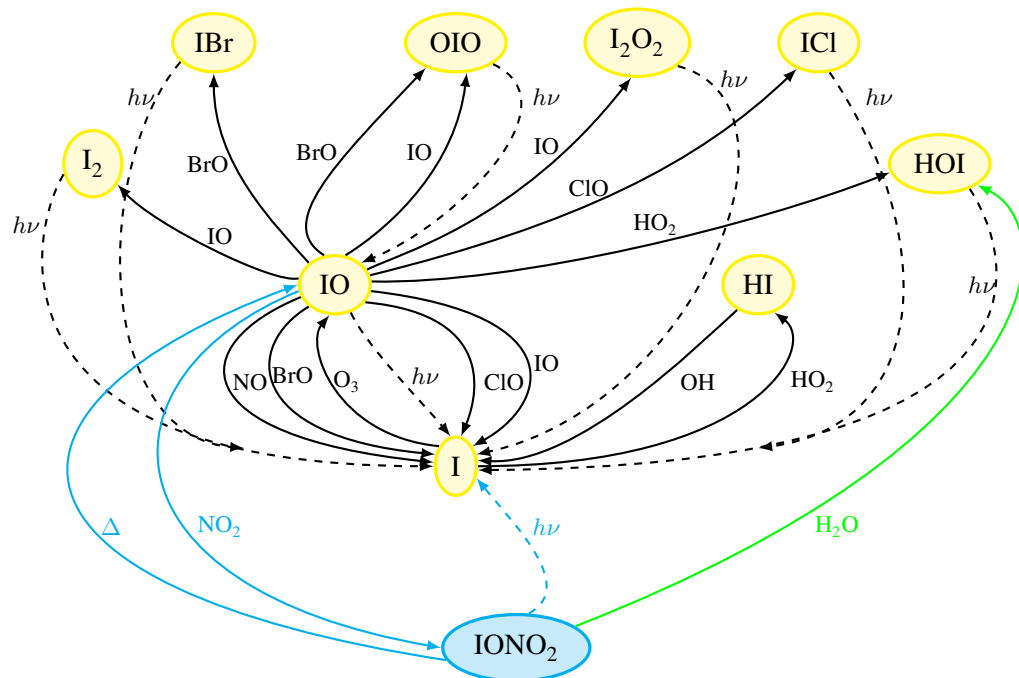 IBr
OIO
I₂O₂
ICl
hν
hν
hν
I₂
BrO
BrO
IO
IO
HOI
ClO
hν
IO
HO₂
IO
HI
hν
NO
BrO
O₃
hν
ClO
IO
OH
HO₂
I
Δ
NO₂
hν
H₂O
IONO₂